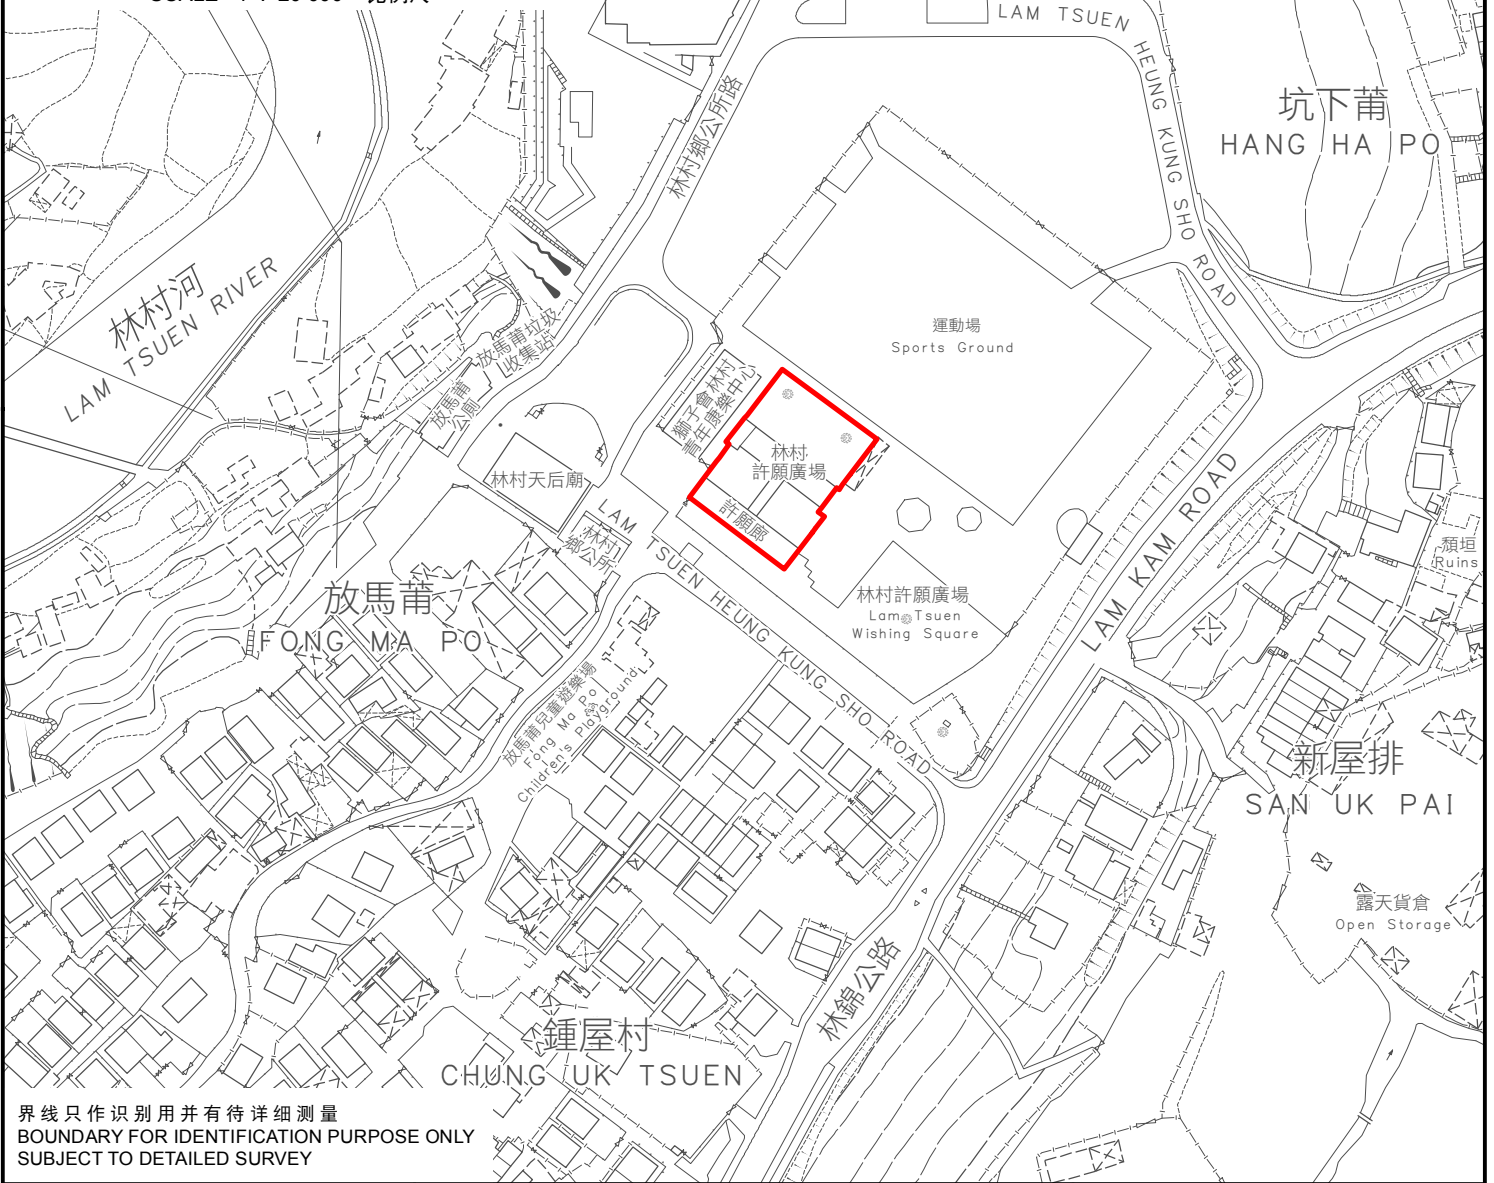 LAM TSUEN HEUNG KUNG SHO ROAD
林村鄉公所路
坑下莆
HANG HA PO
林村河
LAM TSUEN RIVER
運動場
Sports Ground
放馬莆垃圾
收集站
放馬莆
公廁
獅子會林村
青年康樂中心
林村
許願廣場
許願廊
林村天后廟
林村
鄉公所
LAM TSUEN HEUNG KUNG SHO ROAD
LAM KAM ROAD
頹垣
Ruins
放馬莆
FONG MA PO
林村許願廣場
Lam Tsuen
Wishing Square
放馬莆兒童遊樂場
Fong Ma Po
Children's Playground
新屋排
SAN UK PAI
露天貨倉
Open Storage
林錦公路
鍾屋村
CHUNG UK TSUEN
界线只作识别用并有待详细测量
BOUNDARY FOR IDENTIFICATION PURPOSE ONLY
SUBJECT TO DETAILED SURVEY